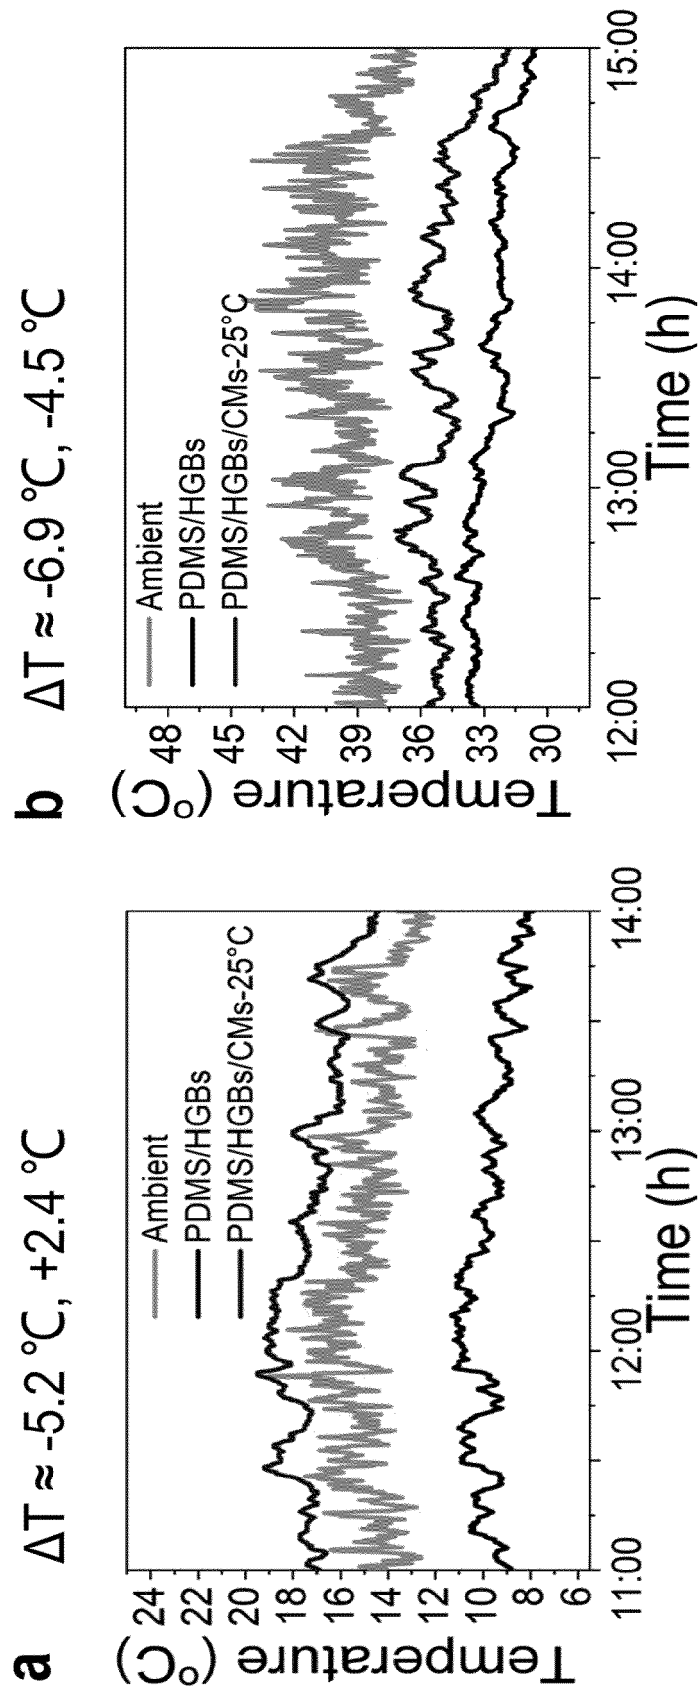 a
ΔT ≈ -5.2 °C, +2.4 °C
Temperature (°C)
24
22
20
18
16
14
12
10
8
6
Ambient
PDMS/HGBs
PDMS/HGBs/CMs-25°C
11:00
12:00
13:00
14:00
Time (h)
b
ΔT ≈ -6.9 °C, -4.5 °C
Temperature (°C)
48
45
42
39
36
33
30
Ambient
PDMS/HGBs
PDMS/HGBs/CMs-25°C
12:00
13:00
14:00
15:00
Time (h)